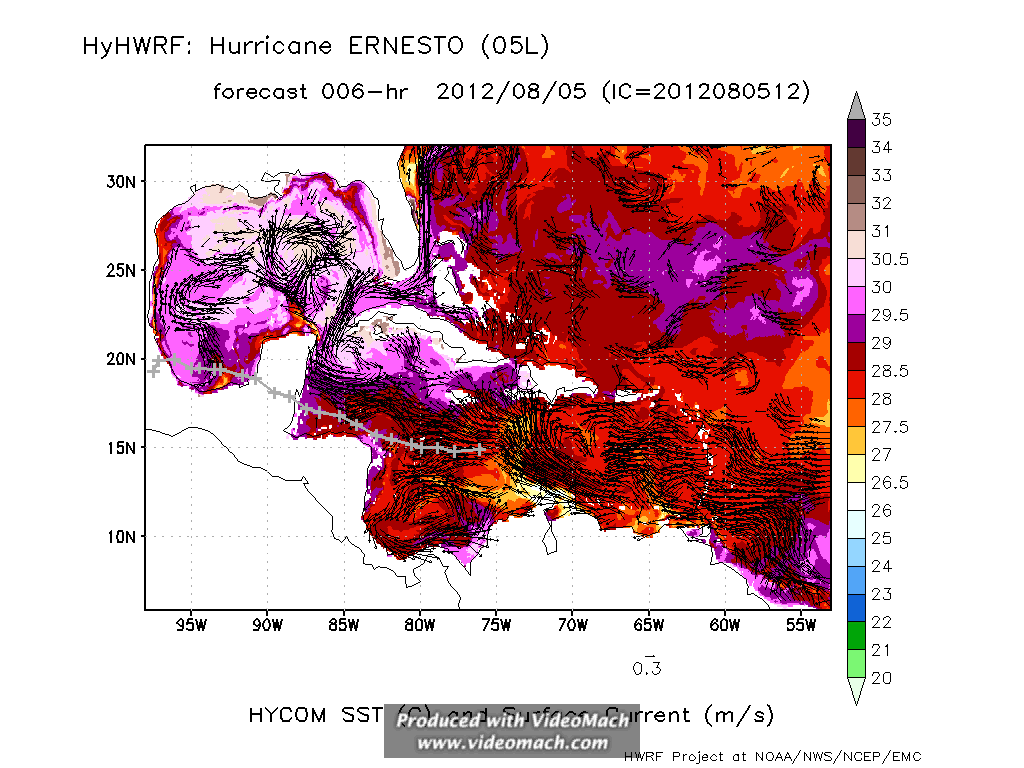 HyHWRF: Hurricane ERNESTO (05L)
forecast 006-hr 2012/08/05 (IC=2012080512)
35
34
33
32
31
30.5
30
29.5
29
28.5
28
27.5
27
26.5
26
25
24
23
22
21
20
30N
25N
20N
15N
10N
95W 90W 85W 80W 75W 70W 65W 60W 55W
0.3
HYCOM SST (C) and Surface Current (m/s)
Produced with VideoMach
www.videomach.com
HWRF Project at NOAA/NWS/NCEP/EMC